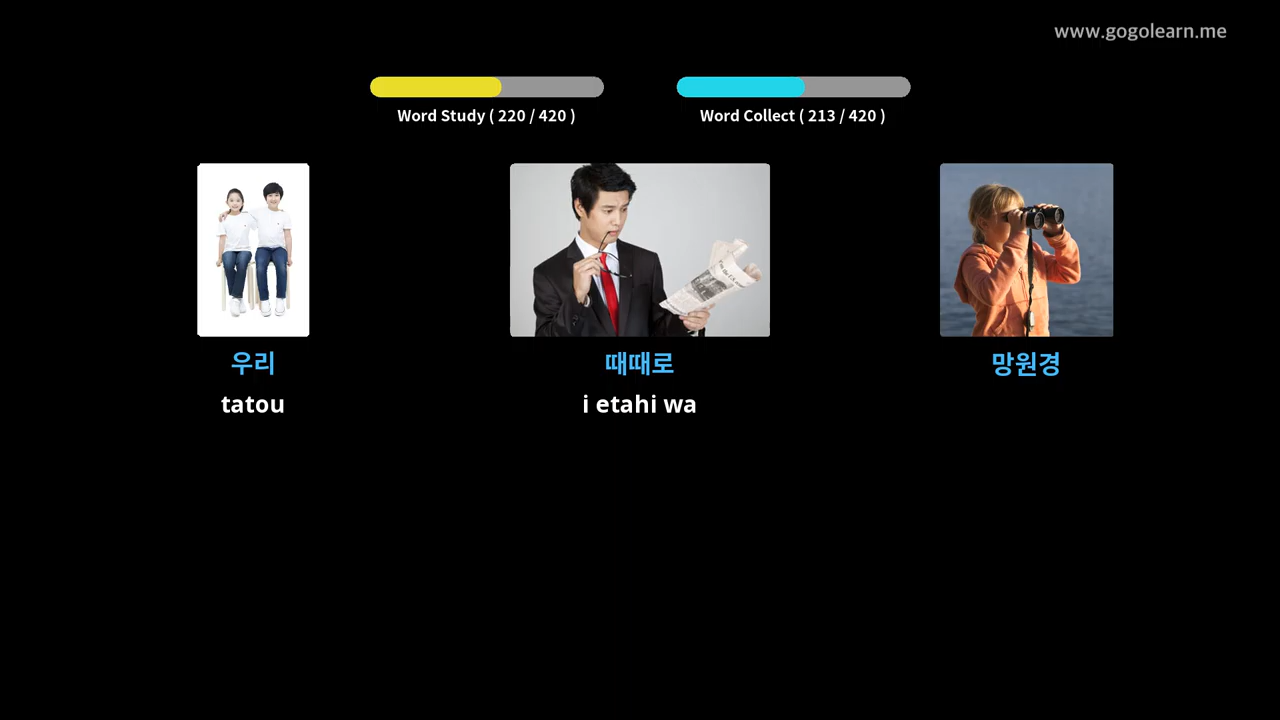 www.gogolearn.me
Word Study ( 220 / 420 )
Word Collect ( 213 / 420 )
우리
때때로
망원경
tatou
i etahi wa